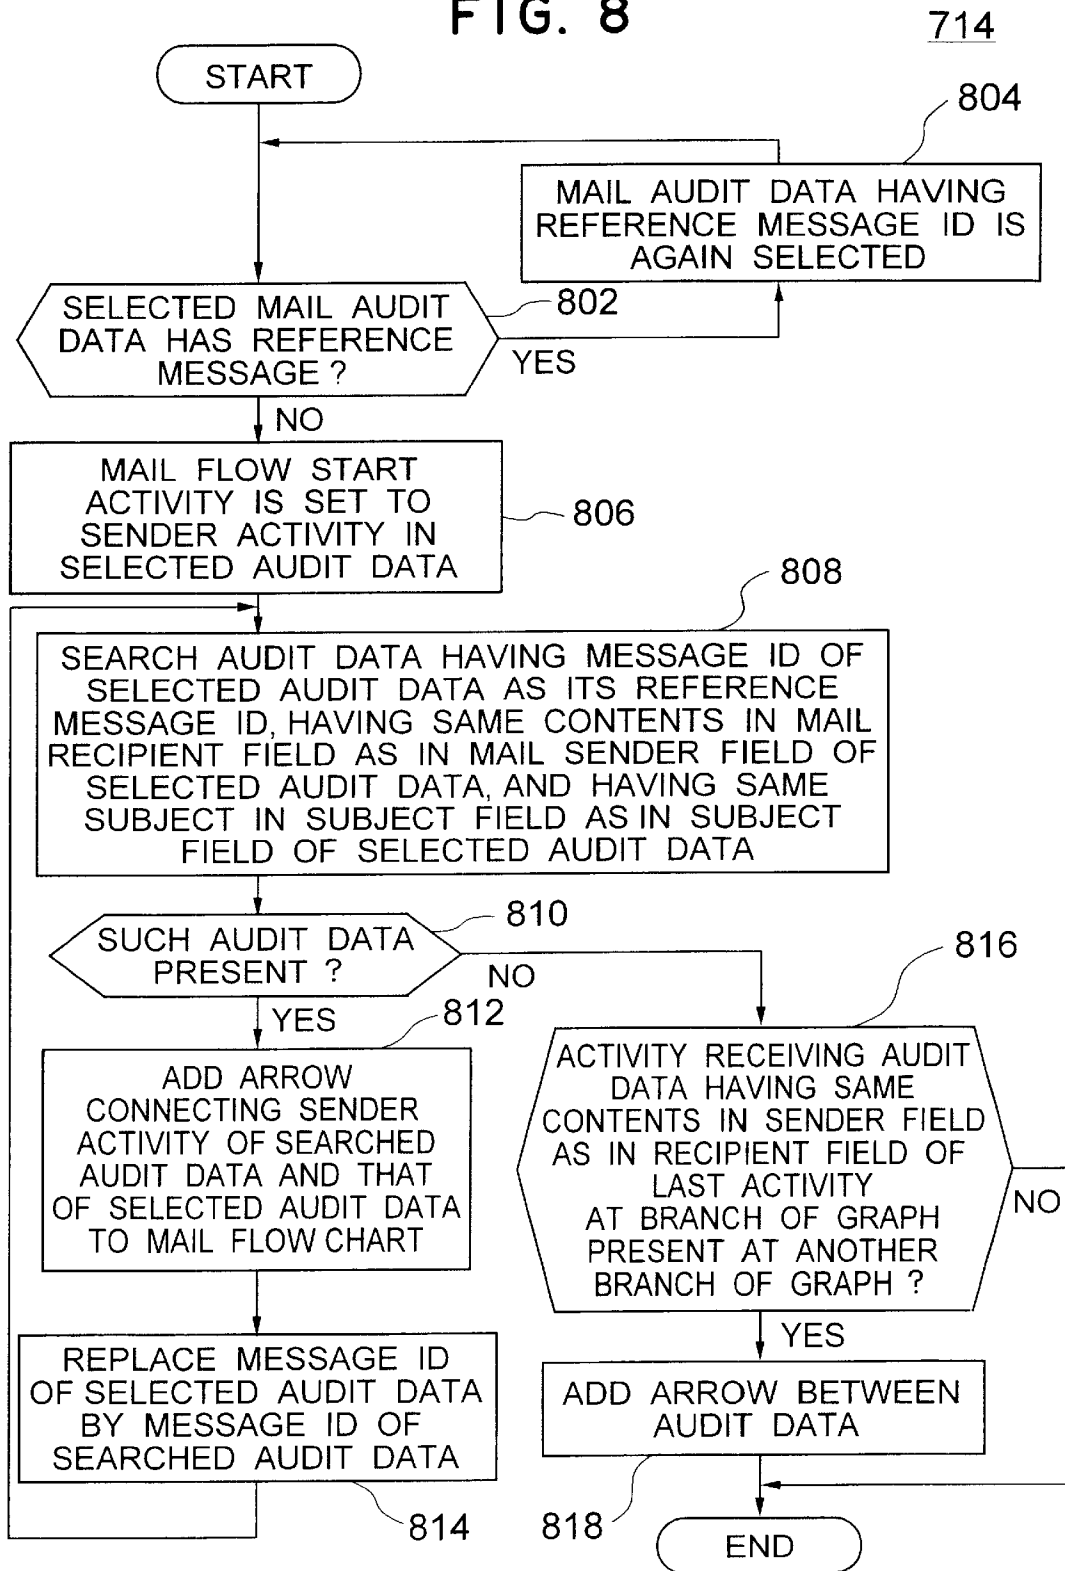 FIG. 8
714
START
804
MAIL AUDIT DATA HAVING
REFERENCE MESSAGE ID IS
AGAIN SELECTED
SELECTED MAIL AUDIT
DATA HAS REFERENCE
MESSAGE ?
802
YES
NO
MAIL FLOW START
ACTIVITY IS SET TO
SENDER ACTIVITY IN
SELECTED AUDIT DATA
806
808
SEARCH AUDIT DATA HAVING MESSAGE ID OF
SELECTED AUDIT DATA AS ITS REFERENCE
MESSAGE ID, HAVING SAME CONTENTS IN MAIL
RECIPIENT FIELD AS IN MAIL SENDER FIELD OF
SELECTED AUDIT DATA, AND HAVING SAME
SUBJECT IN SUBJECT FIELD AS IN SUBJECT
FIELD OF SELECTED AUDIT DATA
810
SUCH AUDIT DATA
PRESENT ?
NO
YES
812
ADD ARROW
CONNECTING SENDER
ACTIVITY OF SEARCHED
AUDIT DATA AND THAT
OF SELECTED AUDIT DATA
TO MAIL FLOW CHART
REPLACE MESSAGE ID
OF SELECTED AUDIT DATA
BY MESSAGE ID OF
SEARCHED AUDIT DATA
814
816
ACTIVITY RECEIVING AUDIT
DATA HAVING SAME
CONTENTS IN SENDER FIELD
AS IN RECIPIENT FIELD OF
LAST ACTIVITY
AT BRANCH OF GRAPH
PRESENT AT ANOTHER
BRANCH OF GRAPH ?
NO
YES
ADD ARROW BETWEEN
AUDIT DATA
818
END